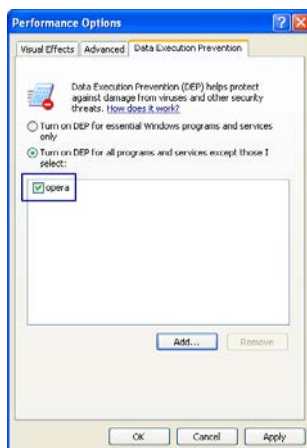 Performance Options
Visual Effects Advanced Data Execution Prevention
Data Execution Prevention (DEP) helps protect
against damage from viruses and other security
threats. How does it work?
Turn on DEP for essential Windows programs and services
only
Turn on DEP for all programs and services except those I
select:
opera
Add... Remove
OK Cancel Apply